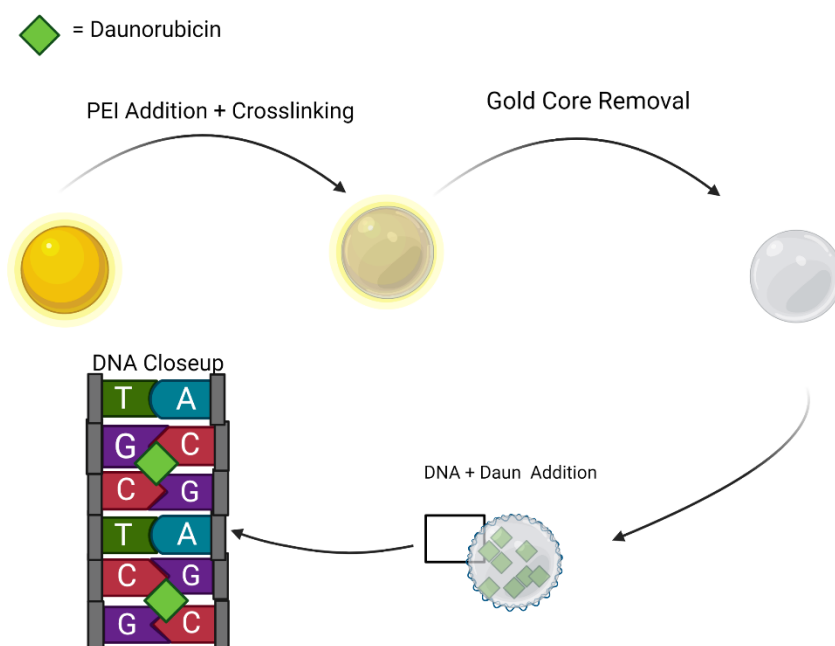 = Daunorubicin
PEI Addition + Crosslinking
Gold Core Removal
DNA Closeup
T A
G C
C G
T A
C G
G C
DNA + Daun Addition